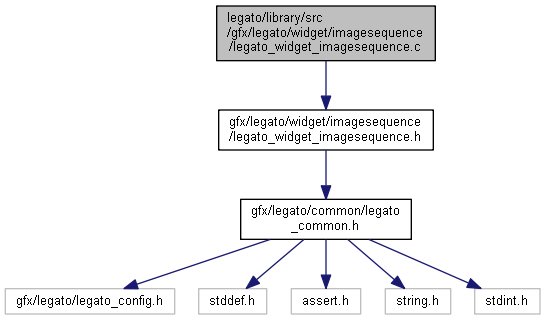 legato/library/src
/gfx/legato/widget/imagesequence
/legato_widget_imagesequence.c
gfx/legato/widget/imagesequence
/legato_widget_imagesequence.h
gfx/legato/common/legato
_common.h
gfx/legato/legato_config.h
stddef.h
assert.h
string.h
stdint.h